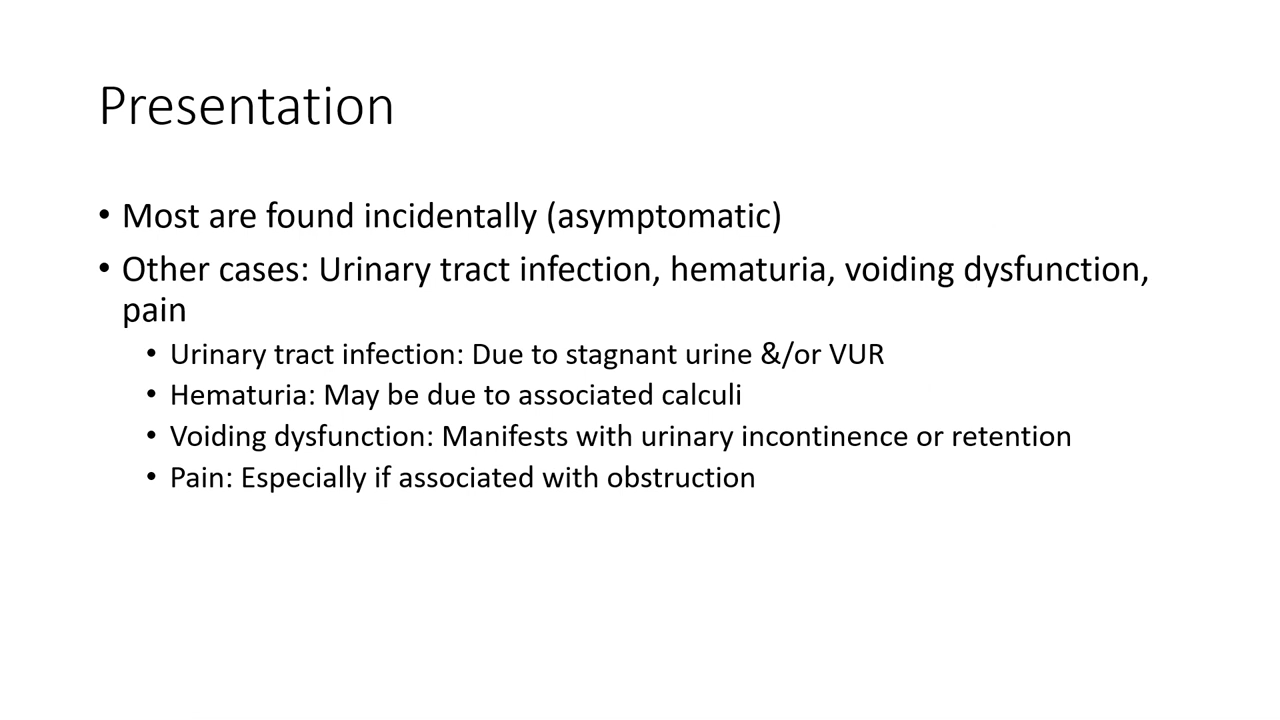 Presentation
• Most are found incidentally (asymptomatic)
• Other cases: Urinary tract infection, hematuria, voiding dysfunction,
pain
• Urinary tract infection: Due to stagnant urine &/or VUR
• Hematuria: May be due to associated calculi
• Voiding dysfunction: Manifests with urinary incontinence or retention
• Pain: Especially if associated with obstruction